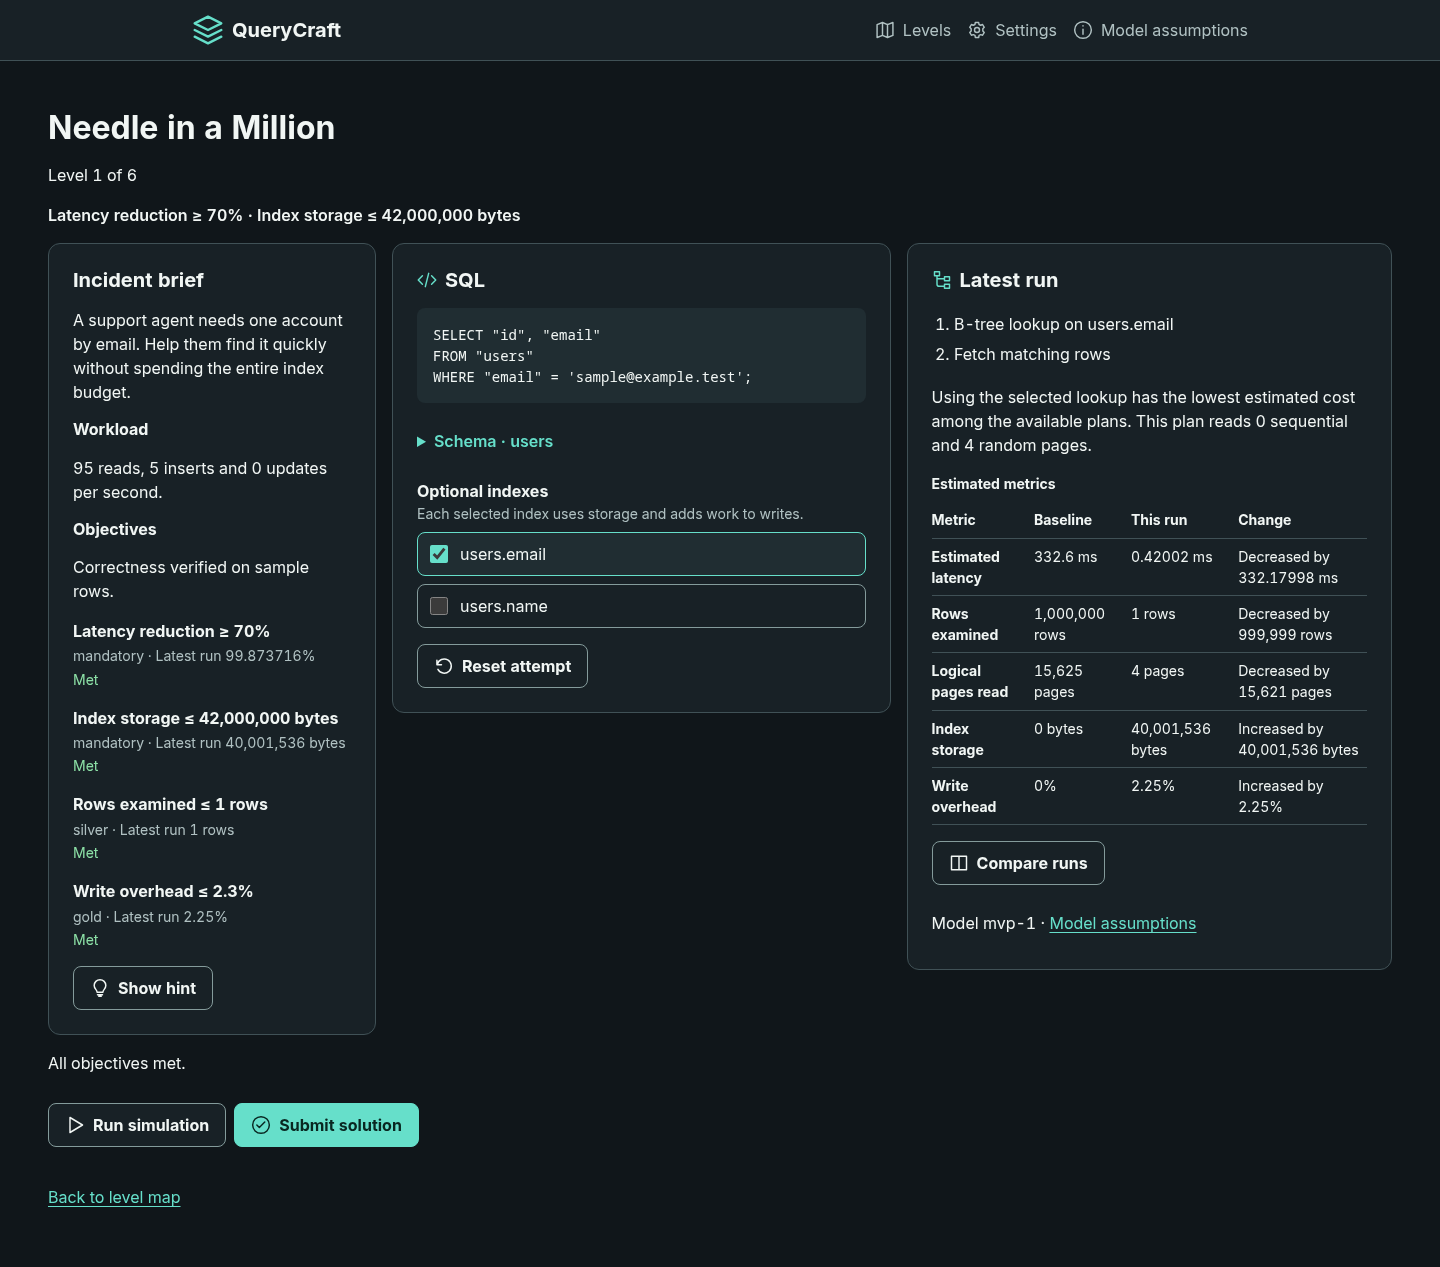 QueryCraft
Levels
Settings
Model assumptions
Needle in a Million
Level 1 of 6
Latency reduction ≥ 70% · Index storage ≤ 42,000,000 bytes
Incident brief
A support agent needs one account
by email. Help them find it quickly
without spending the entire index
budget.
Workload
95 reads, 5 inserts and 0 updates
per second.
Objectives
Correctness verified on sample
rows.
Latency reduction ≥ 70%
mandatory · Latest run 99.873716%
Met
Index storage ≤ 42,000,000 bytes
mandatory · Latest run 40,001,536 bytes
Met
Rows examined ≤ 1 rows
silver · Latest run 1 rows
Met
Write overhead ≤ 2.3%
gold · Latest run 2.25%
Met
Show hint
SQL
SELECT "id", "email"
FROM "users"
WHERE "email" = 'sample@example.test';
Schema · users
Optional indexes
Each selected index uses storage and adds work to writes.
users.email
users.name
Reset attempt
Latest run
1. B-tree lookup on users.email
2. Fetch matching rows
Using the selected lookup has the lowest estimated cost
among the available plans. This plan reads 0 sequential
and 4 random pages.
Estimated metrics
Metric Baseline This run Change
Estimated latency 332.6 ms 0.42002 ms Decreased by 332.17998 ms
Rows examined 1,000,000 rows 1 rows Decreased by 999,999 rows
Logical pages read 15,625 pages 4 pages Decreased by 15,621 pages
Index storage 0 bytes 40,001,536 bytes Increased by 40,001,536 bytes
Write overhead 0% 2.25% Increased by 2.25%
Compare runs
Model mvp-1 · Model assumptions
All objectives met.
Run simulation
Submit solution
Back to level map